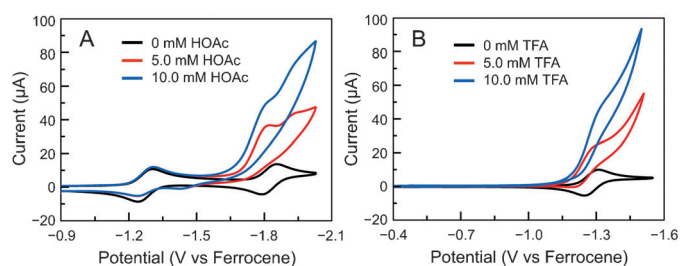 A
0 mM HOAc
5.0 mM HOAc
10.0 mM HOAc
Current (µA)
100
80
60
40
20
0
−20
−0.9
−1.2
−1.5
−1.8
−2.1
Potential (V vs Ferrocene)
B
0 mM TFA
5.0 mM TFA
10.0 mM TFA
Current (µA)
100
80
60
40
20
0
−20
−0.4
−0.7
−1.0
−1.3
−1.6
Potential (V vs Ferrocene)